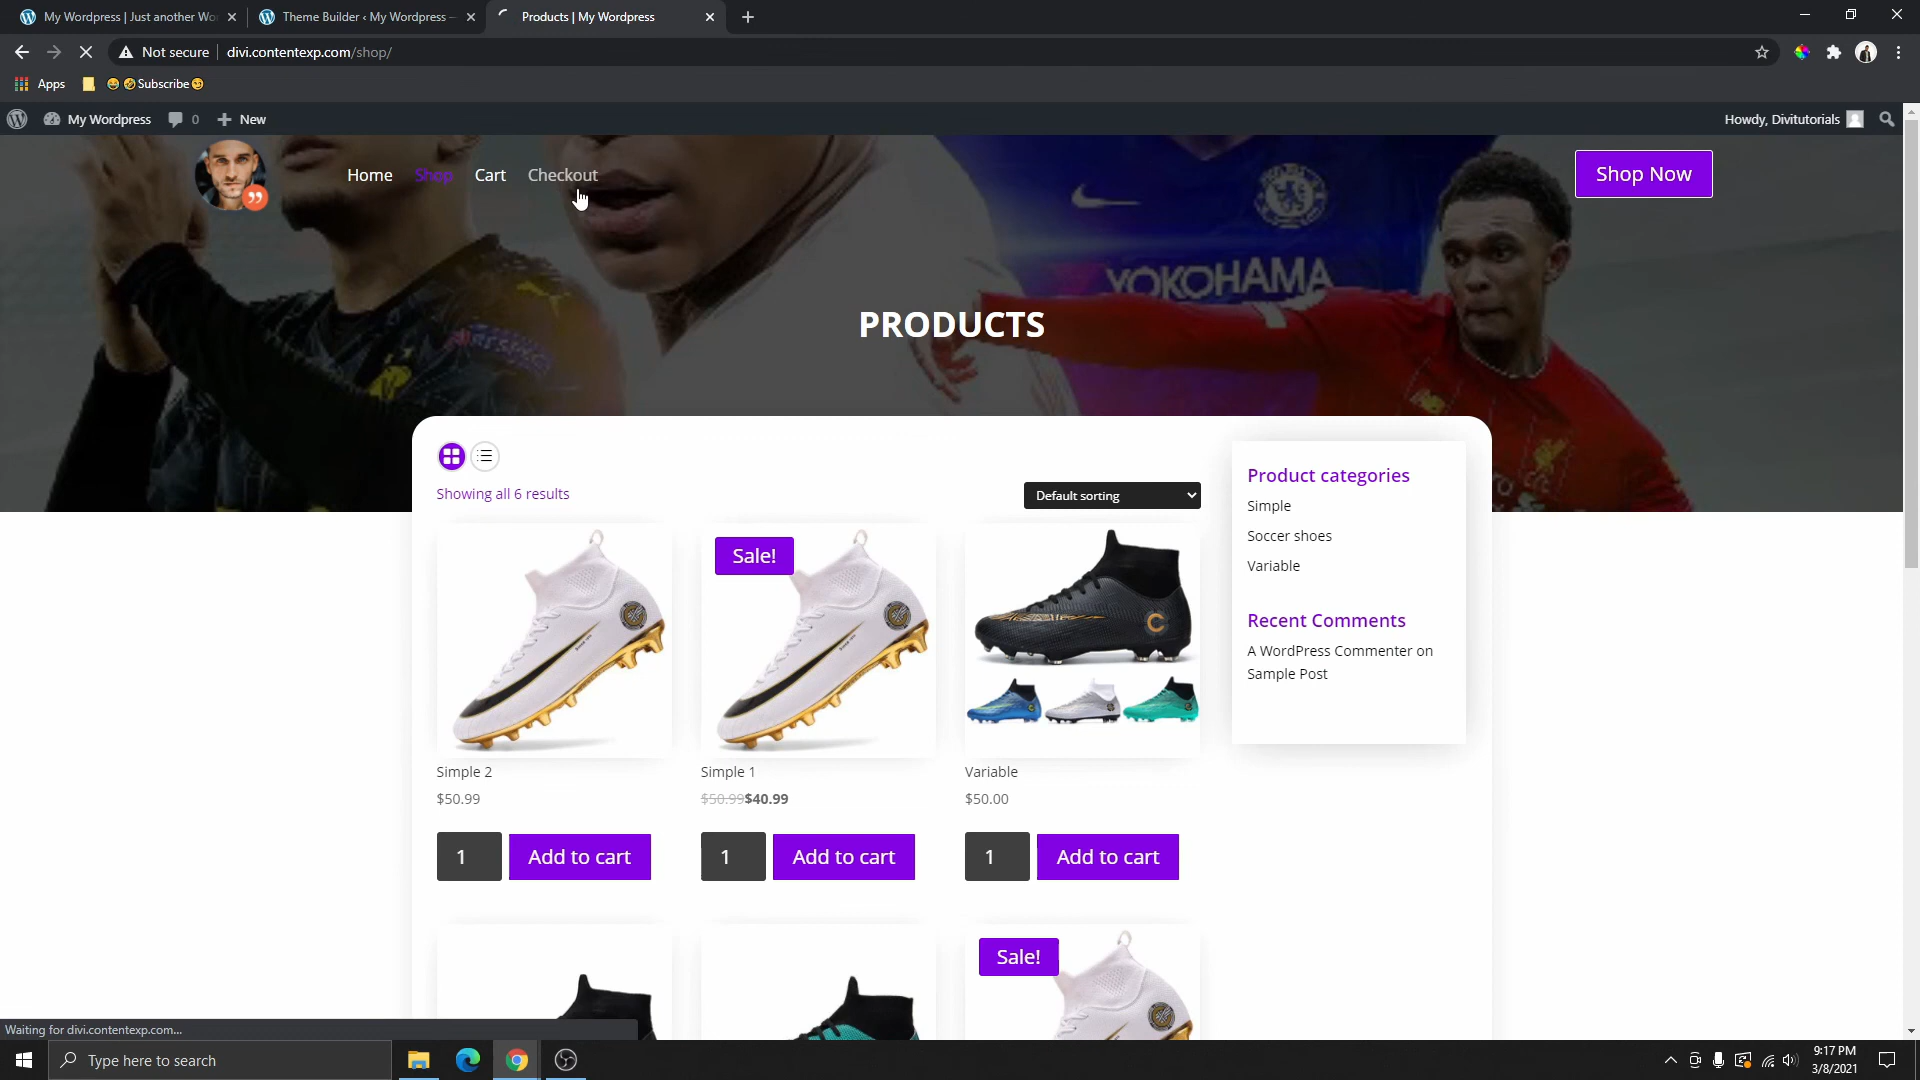 My Wordpress | Just another Wo
Theme Builder ‹ My Wordpress –
Products | My Wordpress
Not secure
divi.contentexp.com/shop/
Apps
Subscribe
My Wordpress
0
New
Howdy, Divitutorials
Home
Shop
Cart
Checkout
Shop Now
YOKOHAMA
PRODUCTS
Showing all 6 results
Default sorting
Product categories
Simple
Soccer shoes
Variable
Recent Comments
A WordPress Commenter on
Sample Post
Sale!
Simple 2
$50.99
1
Add to cart
Simple 1
$50.99$40.99
1
Add to cart
Variable
$50.00
1
Add to cart
Sale!
Waiting for divi.contentexp.com...
Type here to search
9:17 PM
3/8/2021